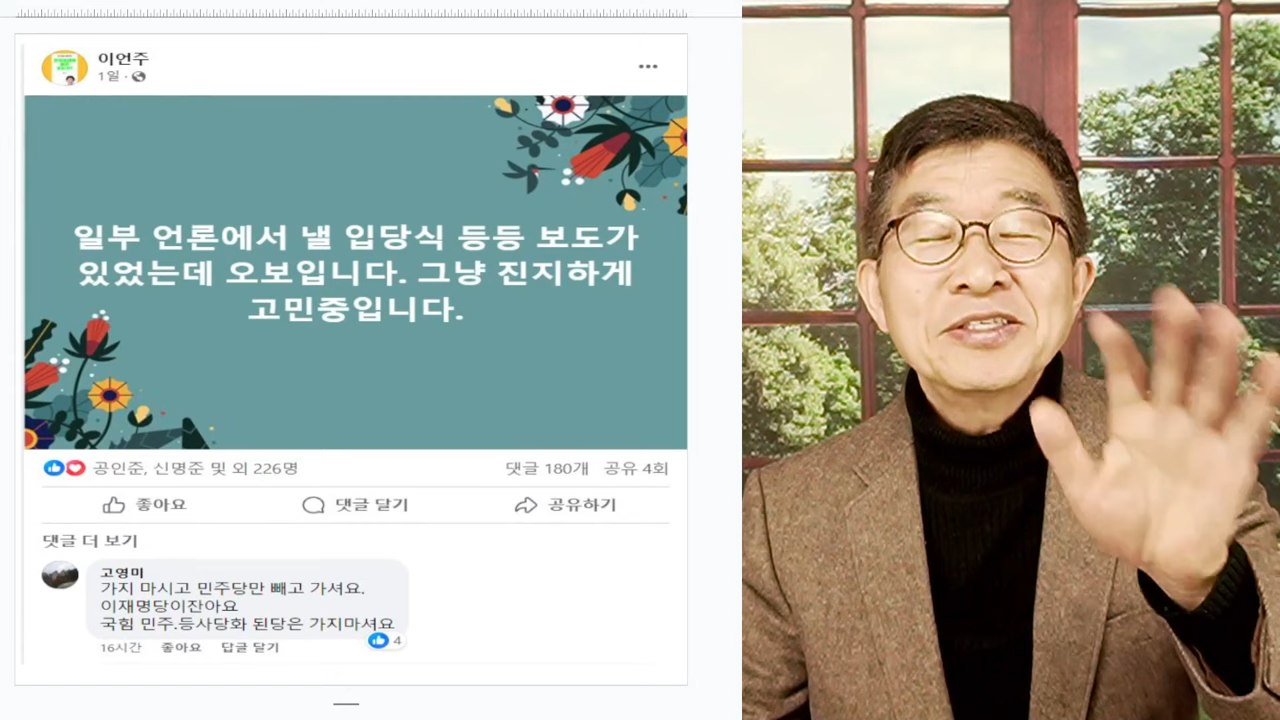 이언주
1일
일부 언론에서 낼 입당식 등등 보도가
있었는데 오보입니다. 그냥 진지하게
고민중입니다.
공인준, 신명준 및 외 226명 댓글 180개 공유 4회
좋아요 댓글 달기 공유하기
댓글 더 보기
고영미
가지 마시고 민주당만 빼고 가셔요.
이재명당이잔아요
국힘 민주.등사당화 된당은 가지마셔요
4
16시간 좋아요 답글 달기